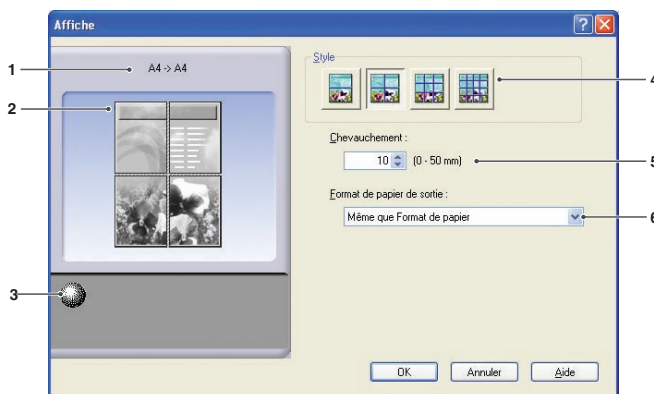 Affiche
1
A4 -> A4
2
3
Style
4
Chevauchement :
10 (0 - 50 mm)
5
Format de papier de sortie :
Même que Format de papier
6
OK Annuler Aide